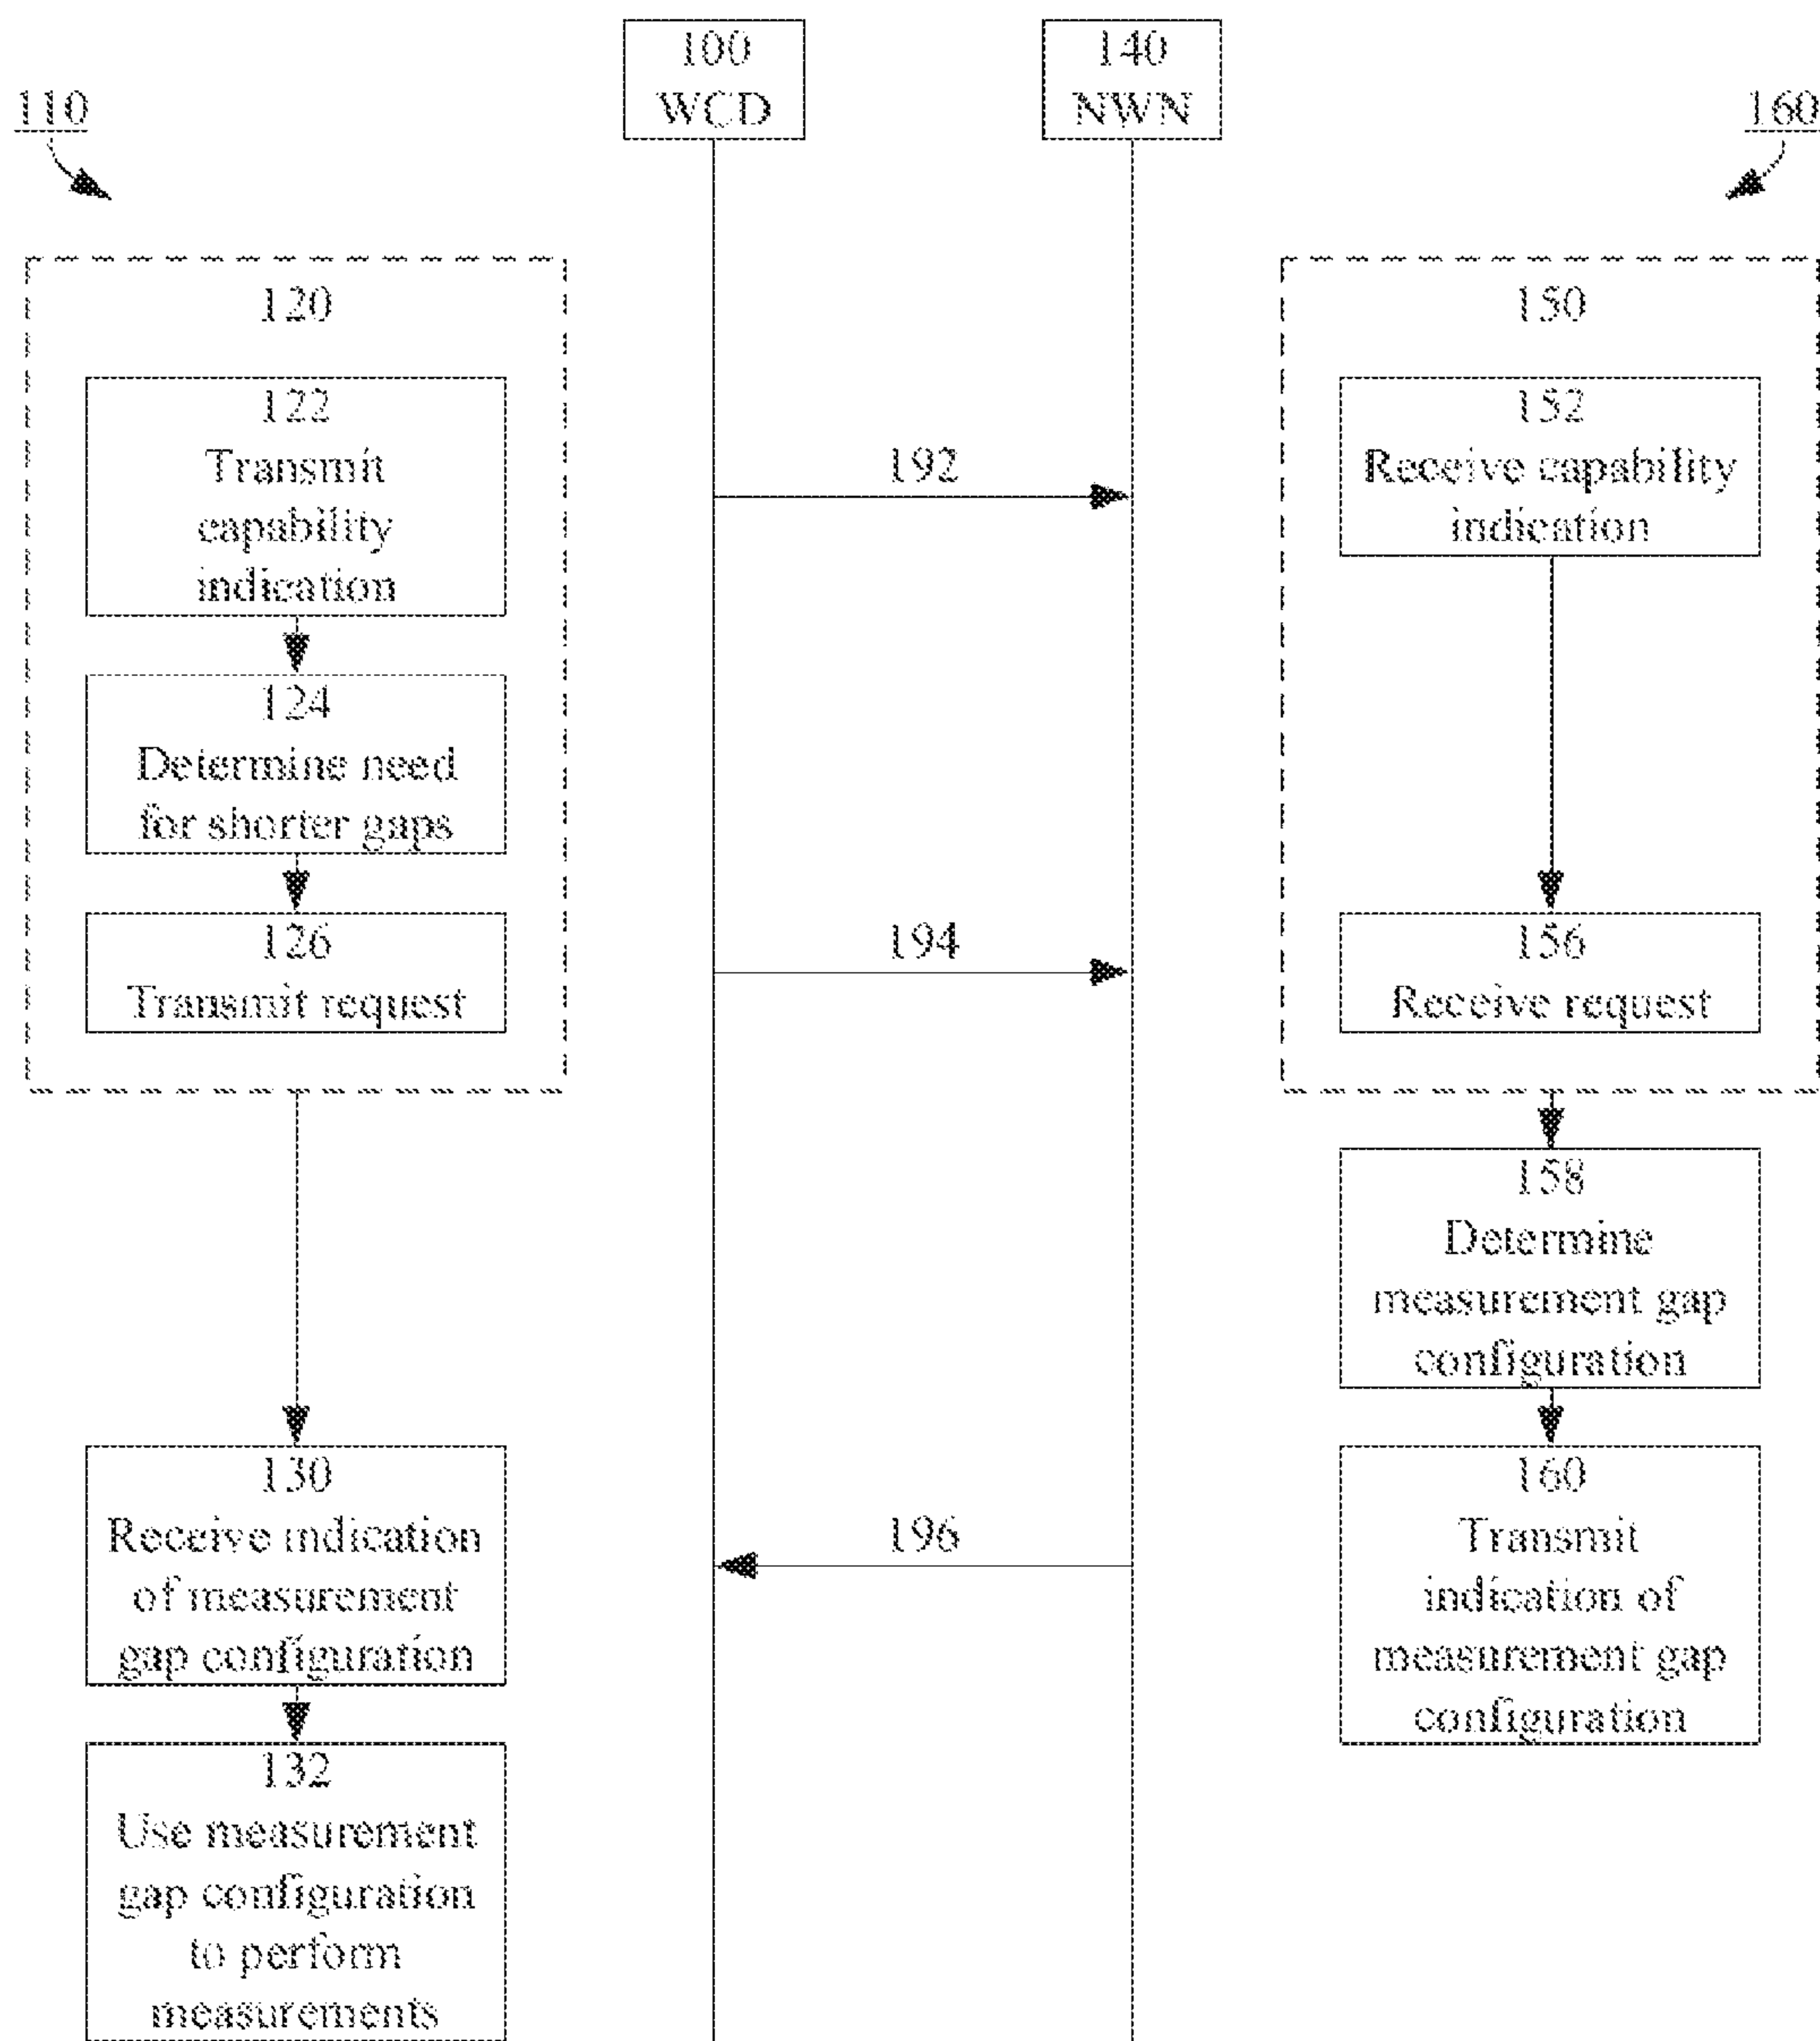 100
WCD
140
NWN
110
160
120
122
Transmit
capability
indication
124
Determine need
for shorter gaps
126
Transmit request
192
194
196
150
152
Receive capability
indication
156
Receive request
158
Determine
measurement gap
configuration
160
Transmit
indication of
measurement gap
configuration
130
Receive indication
of measurement
gap configuration
132
Use measurement
gap configuration
to perform
measurements